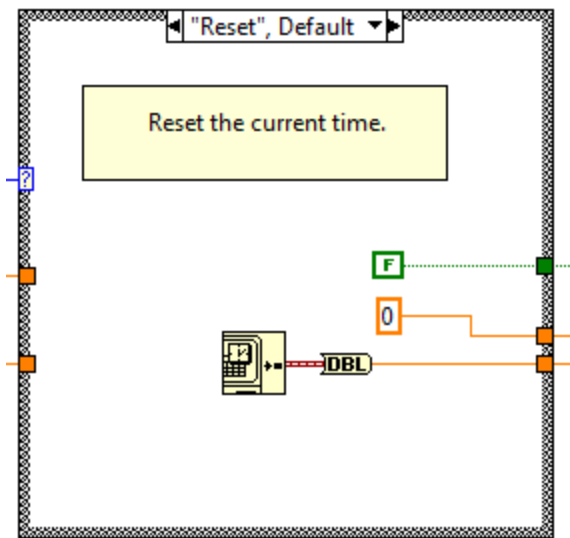 "Reset", Default
Reset the current time.
?
F
0
DBL